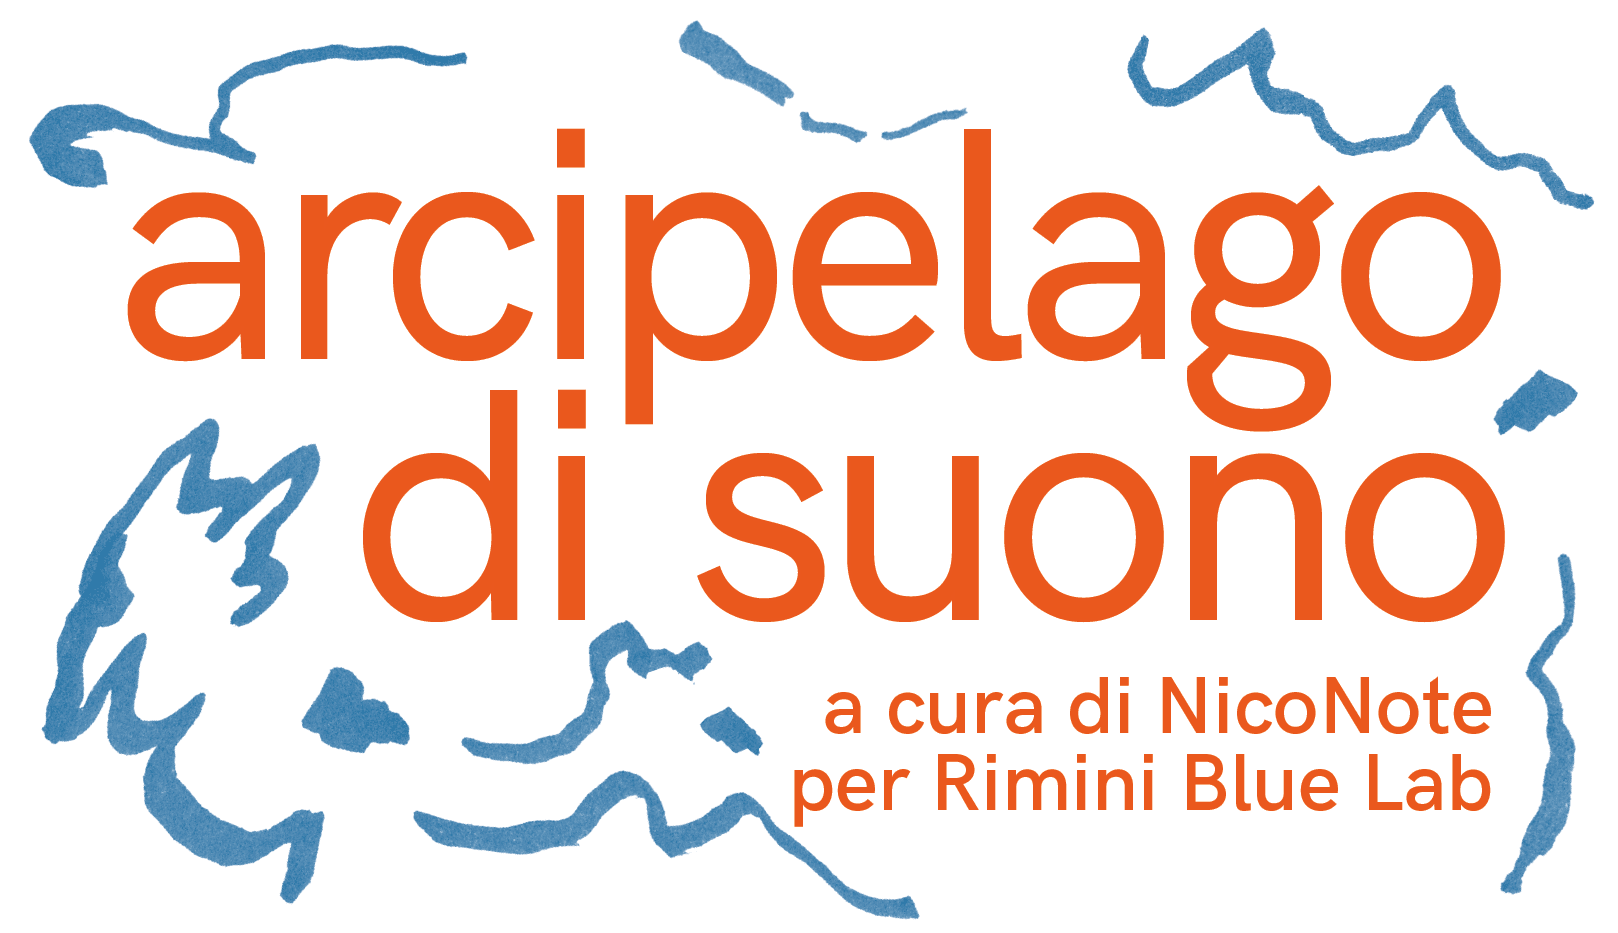 arcipelago
di suono
a cura di NicoNote
per Rimini Blue Lab